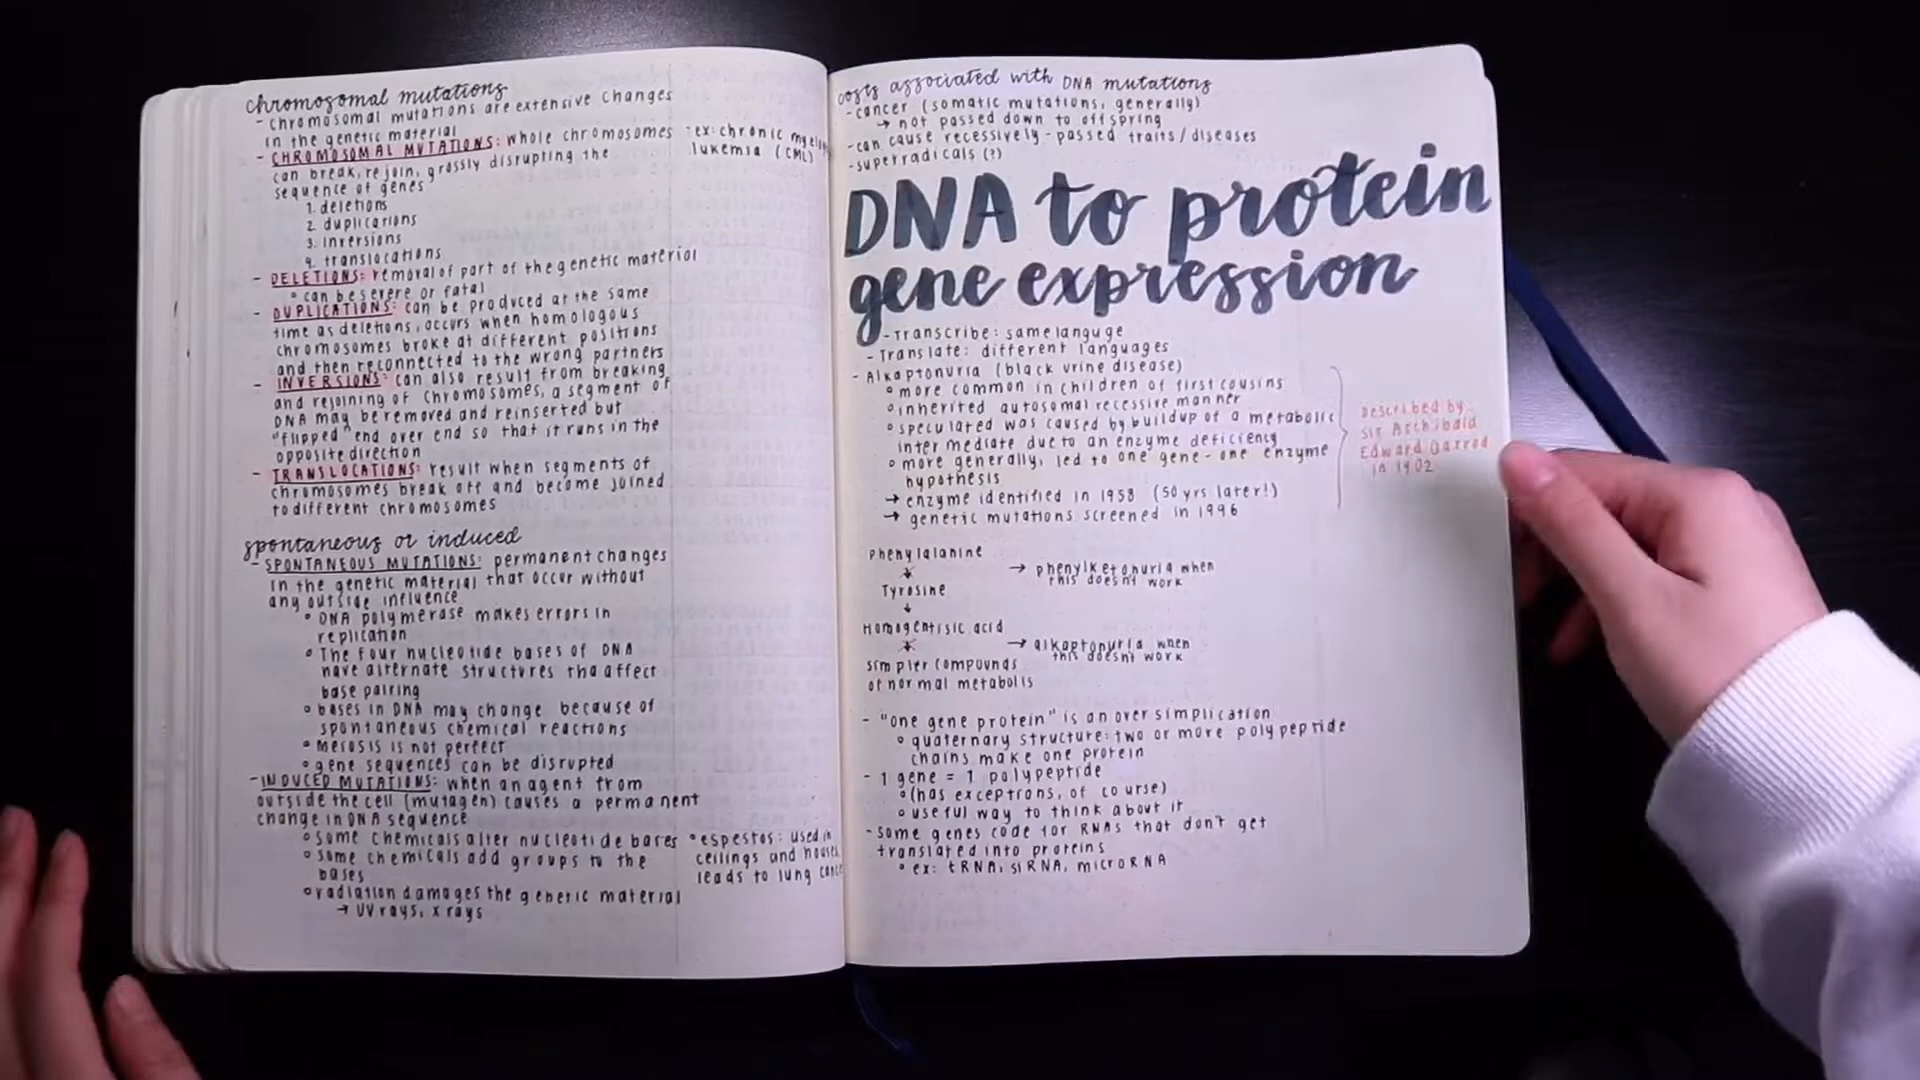 chromosomal mutations
- chromosomal mutations are extensive changes
in the genetic material
- CHROMOSOMAL MUTATIONS: whole chromosomes
can break, rejoin, grossly disrupting the
sequence of genes
1. deletions
2. duplications
3. inversions
4. translocations
- ex: chronic
lukemia (CML)
- DELETIONS: removal of part of the genetic material
° can be severe or fatal
- DUPLICATIONS: can be produced at the same
time as deletions, occurs when homologous
chromosomes broke at different positions
and then reconnected to the wrong partners
- INVERSIONS: can also result from breaking
and rejoining of chromosomes, a segment of
DNA may be removed and reinserted but
"flipped" end over end so that it runs in the
opposite direction
- TRANSLOCATIONS: result when segments of
chromosomes break off and become joined
to different chromosomes
spontaneous or induced
- SPONTANEOUS MUTATIONS: permanent changes
in the genetic material that occur without
any outside influence
° DNA polymerase makes errors in
replication
° The four nucleotide bases of DNA
have alternate structures tha affect
base pairing
° bases in DNA may change because of
spontaneous chemical reactions
° meiosis is not perfect
° gene sequences can be disrupted
- INDUCED MUTATIONS: when an agent from
outside the cell (mutagen) causes a permanent
change in DNA sequence
° some chemicals alter nucleotide bases
° some chemicals add groups to the
bases
° radiation damages the genetic material
→ UV rays, x rays
° espestos: used in
ceilings and
leads to lung
costs associated with DNA mutations
- cancer (somatic mutations, generally)
→ not passed down to offspring
- can cause recessively-passed traits/diseases
- superradicals (?)
DNA to protein
gene expression
- Transcribe: same languge
- Translate: different languages
- Alkaptonuria (black urine disease)
° more common in children of first cousins
° inherited autosomal recessive manner
° speculated was caused by buildup of a metabolic
intermediate due to an enzyme deficiency
° more generally, led to one gene-one enzyme
hypothesis
→ enzyme identified in 1958 (50 yrs later!)
→ genetic mutations screened in 1996
Described by
Sir Archibald
Edward Garrod
in 1902
Phenylalanine
→ phenylketonuria when
this doesn't work
Tyrosine
↓
Homogentisic acid
→ alkaptonuria when
this doesn't work
simpler compounds
of normal metabolis
- "one gene protein" is an over simplication
° quaternary structure: two or more polypeptide
chains make one protein
- 1 gene = 1 polypeptide
° (has exceptions, of course)
° useful way to think about it
- some genes code for RNAs that don't get
translated into proteins
° ex: tRNA, siRNA, microRNA